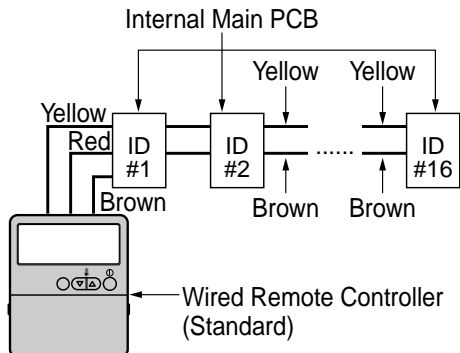 Internal Main PCB
Yellow Yellow
Yellow
Red
ID
#1
ID
#2
......
ID
#16
Brown
Brown Brown
Wired Remote Controller
(Standard)